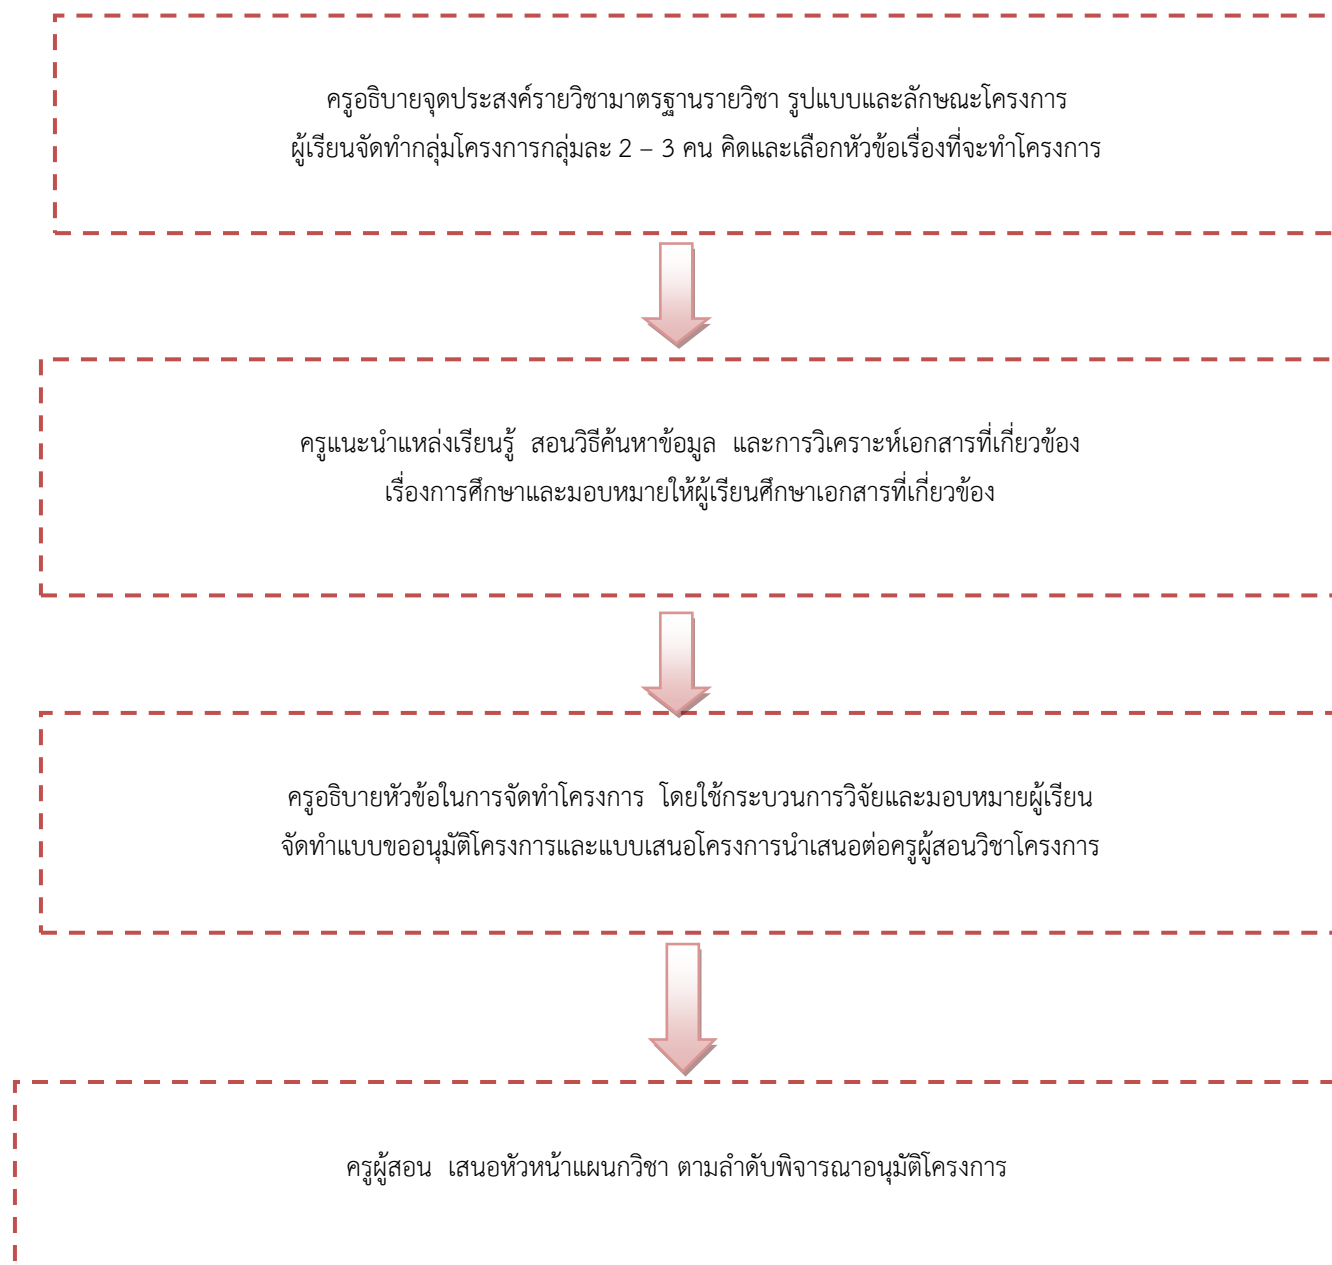 ครูอธิบายจุดประสงค์รายวิชามาตรฐานรายวิชา รูปแบบและลักษณะโครงการ
ผู้เรียนจัดทำกลุ่มโครงการกลุ่มละ 2 – 3 คน คิดและเลือกหัวข้อเรื่องที่จะทำโครงการ
ครูแนะนำแหล่งเรียนรู้ สอนวิธีค้นหาข้อมูล และการวิเคราะห์เอกสารที่เกี่ยวข้อง
เรื่องการศึกษาและมอบหมายให้ผู้เรียนศึกษาเอกสารที่เกี่ยวข้อง
ครูอธิบายหัวข้อในการจัดทำโครงการ โดยใช้กระบวนการวิจัยและมอบหมายผู้เรียน
จัดทำแบบขออนุมัติโครงการและแบบเสนอโครงการนำเสนอต่อครูผู้สอนวิชาโครงการ
ครูผู้สอน เสนอหัวหน้าแผนกวิชา ตามลำดับพิจารณาอนุมัติโครงการ